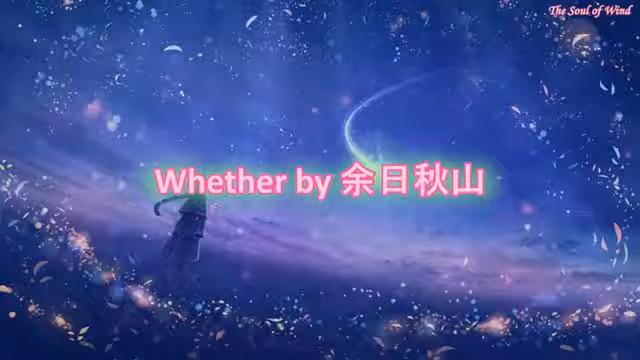 The Soul of Wind
Whether by 余日秋山